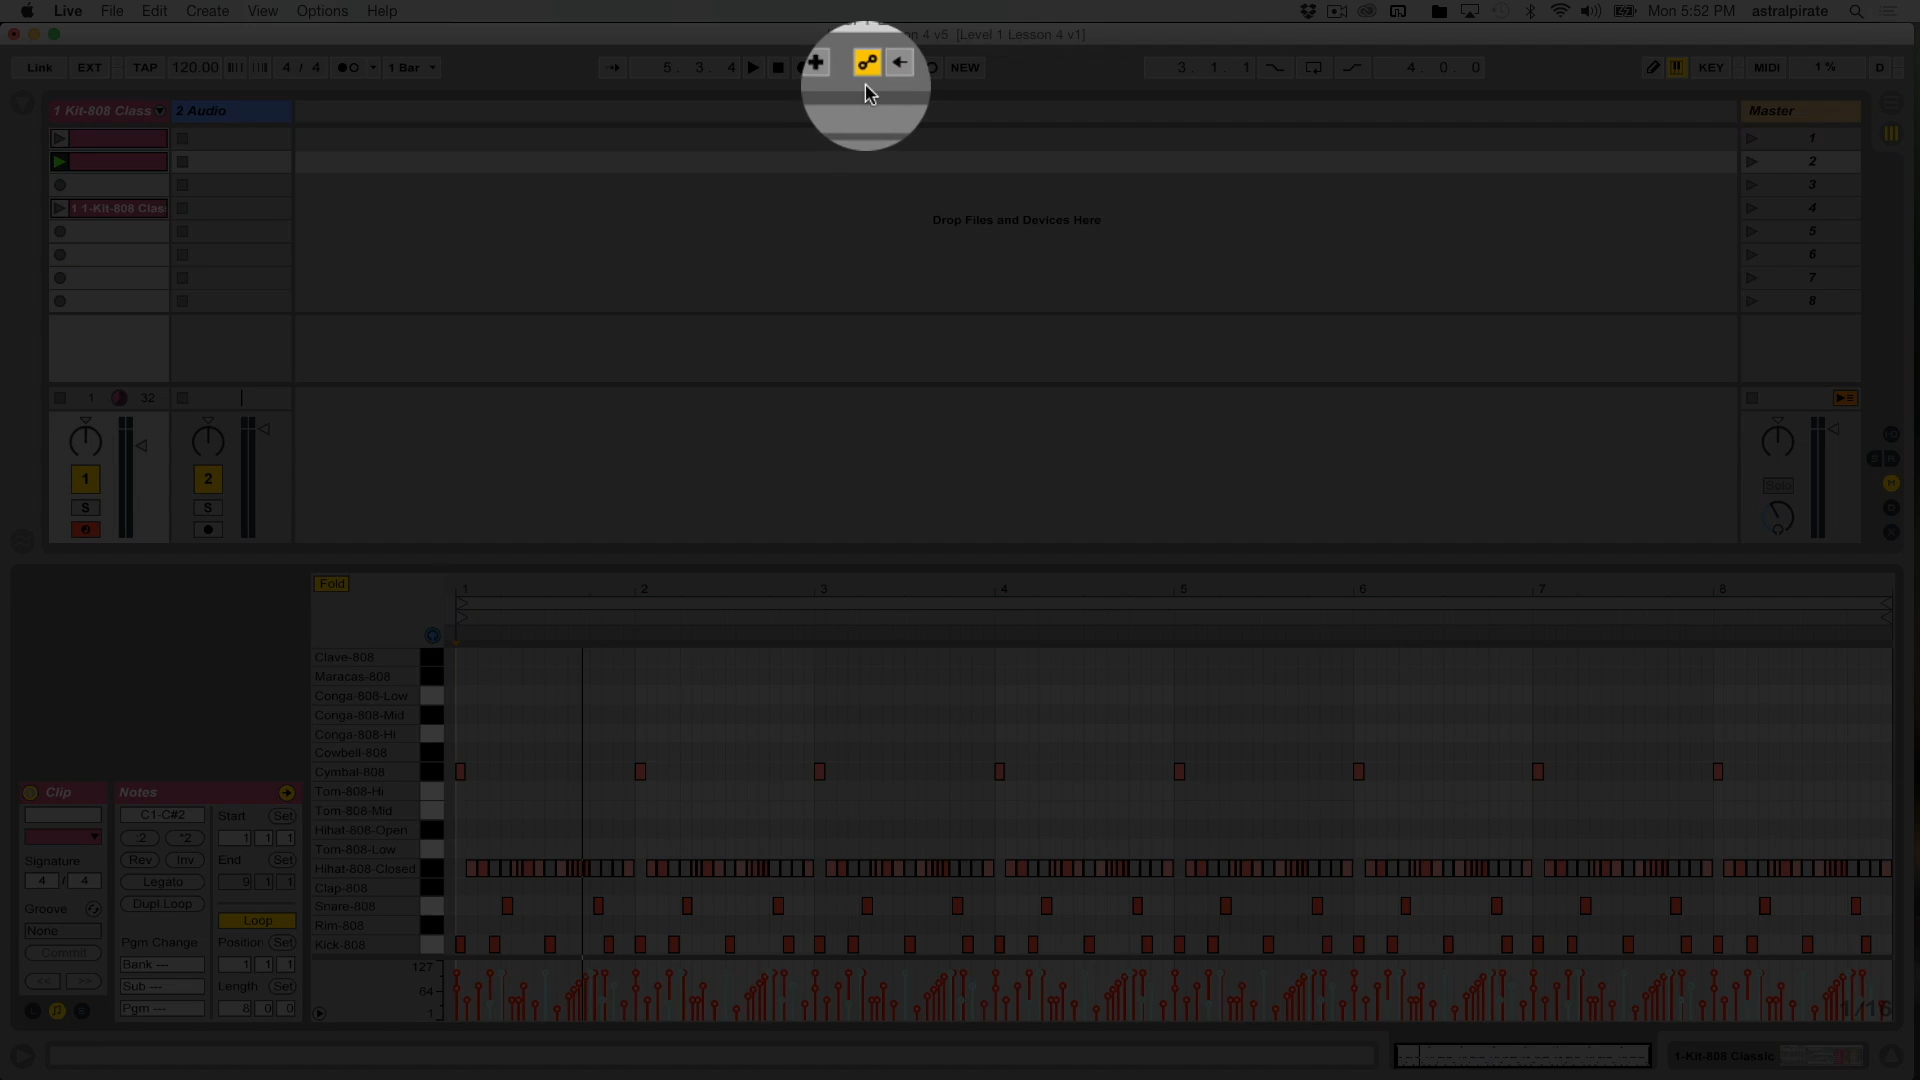 Live File Edit Create View Options Help Mon 5:52 PM astralpirate
n 4 v5 [Level 1 Lesson 4 v1]
Link EXT TAP 120.00 4 / 4 1 Bar 5. 3. 4 NEW 3. 1. 1 4. 0. 0 KEY MIDI 1 % D
1 Kit-808 Class 2 Audio Master
1
2
3
1 1-Kit-808 Clas 4
Drop Files and Devices Here
5
6
7
8
1 32
1 2
S S Solo
Fold
1 2 3 4 5 6 7 8
Clave-808
Maracas-808
Conga-808-Low
Conga-808-Mid
Conga-808-Hi
Cowbell-808
Cymbal-808
Tom-808-Hi
Tom-808-Mid
Hihat-808-Open
Tom-808-Low
Hihat-808-Closed
Clap-808
Snare-808
Rim-808
Kick-808
127
64
1
1/16
Clip Notes
C1-C#2 Start Set
:2 *2 1 1 1
Signature Rev Inv End Set
4 / 4 Legato 9 1 1
Groove Dupl.Loop
None Loop
Commit Pgm Change Position Set
<< >> Bank --- 1 1 1
Sub --- Length Set
Pgm --- 8 0 0
1-Kit-808 Classic